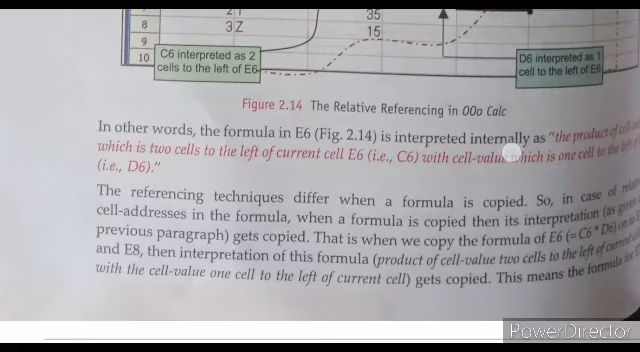 35
8 3Z 15
9
10
C6 interpreted as 2
cells to the left of E6
D6 interpreted as 1
cell to the left of E6
Figure 2.14 The Relative Referencing in OOo Calc
In other words, the formula in E6 (Fig. 2.14) is interpreted internally as "the product of
which is two cells to the left of current cell E6 (i.e., C6) with cell-value which is one cell to the left
(i.e., D6)."
The referencing techniques differ when a formula is copied. So, in case of
cell-addresses in the formula, when a formula is copied then its interpretation (as given
previous paragraph) gets copied. That is when we copy the formula of E6 (=C6*D6) on to
and E8, then interpretation of this formula (product of cell-value two cells to the left of current
with the cell-value one cell to the left of current cell) gets copied. This means the formula
PowerDirector